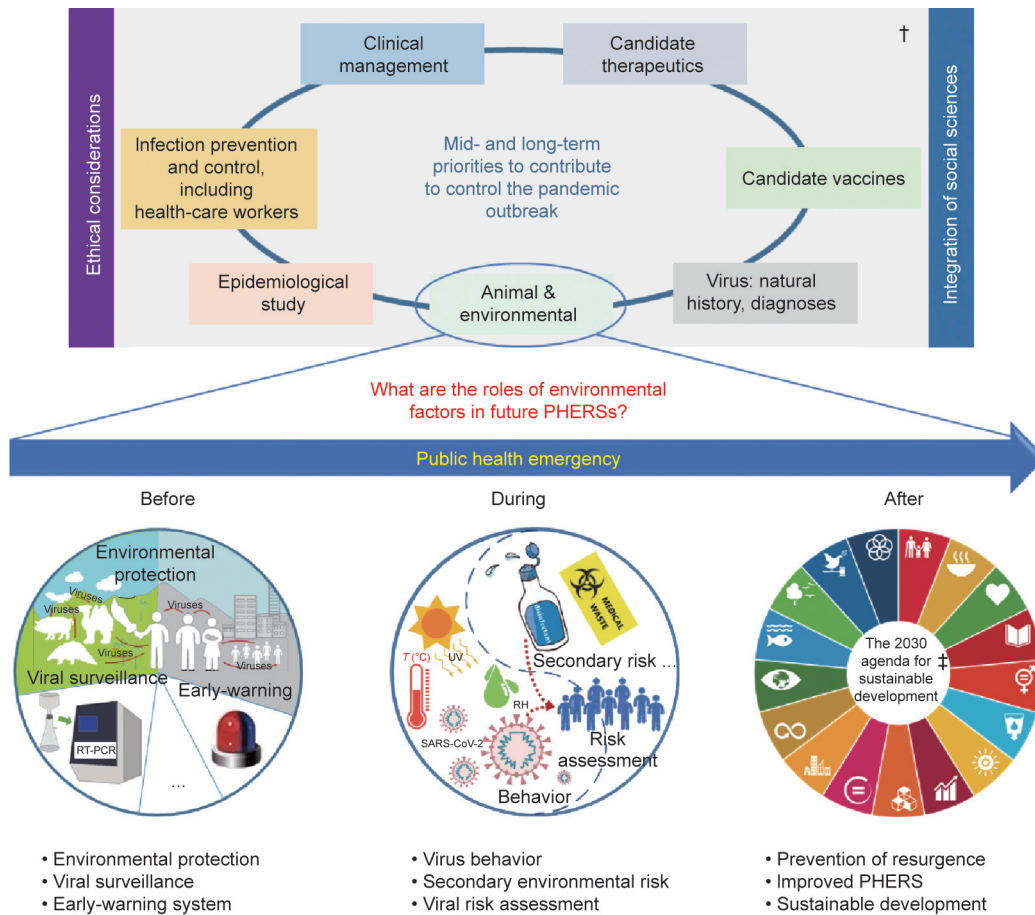 †
Clinical
management
Candidate
therapeutics
Ethical considerations
Infection prevention
and control,
including
health-care workers
Mid- and long-term
priorities to contribute
to control the pandemic
outbreak
Candidate vaccines
Integration of social sciences
Epidemiological
study
Animal &
environmental
Virus: natural
history, diagnoses
What are the roles of environmental
factors in future PHERSs?
Public health emergency
Before
During
After
Environmental
protection
Viruses
Viruses
Viruses
Viruses
Viruses
Viral surveillance
Early-warning
RT-PCR
...
MEDICAL
WASTE
UV
T (°C)
Secondary risk ...
RH
SARS-CoV-2
Risk
assessment
Behavior
The 2030
agenda for ‡
sustainable
development
• Environmental protection
• Viral surveillance
• Early-warning system
• Virus behavior
• Secondary environmental risk
• Viral risk assessment
• Prevention of resurgence
• Improved PHERS
• Sustainable development